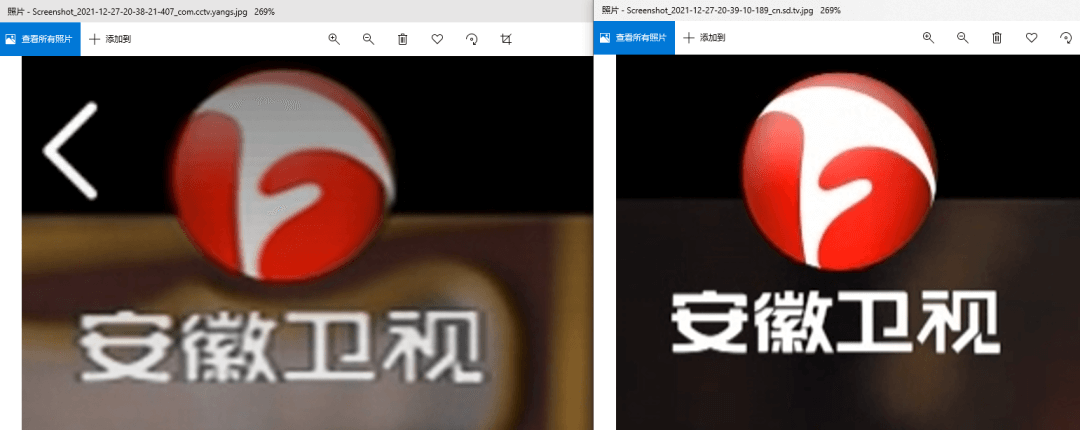 照片 - Screenshot_2021-12-27-20-38-21-407_com.cctv.yangs.jpg 269%
查看所有照片 添加到
安徽卫视
照片 - Screenshot_2021-12-27-20-39-10-189_cn.sd.tv.jpg 269%
查看所有照片 添加到
安徽卫视